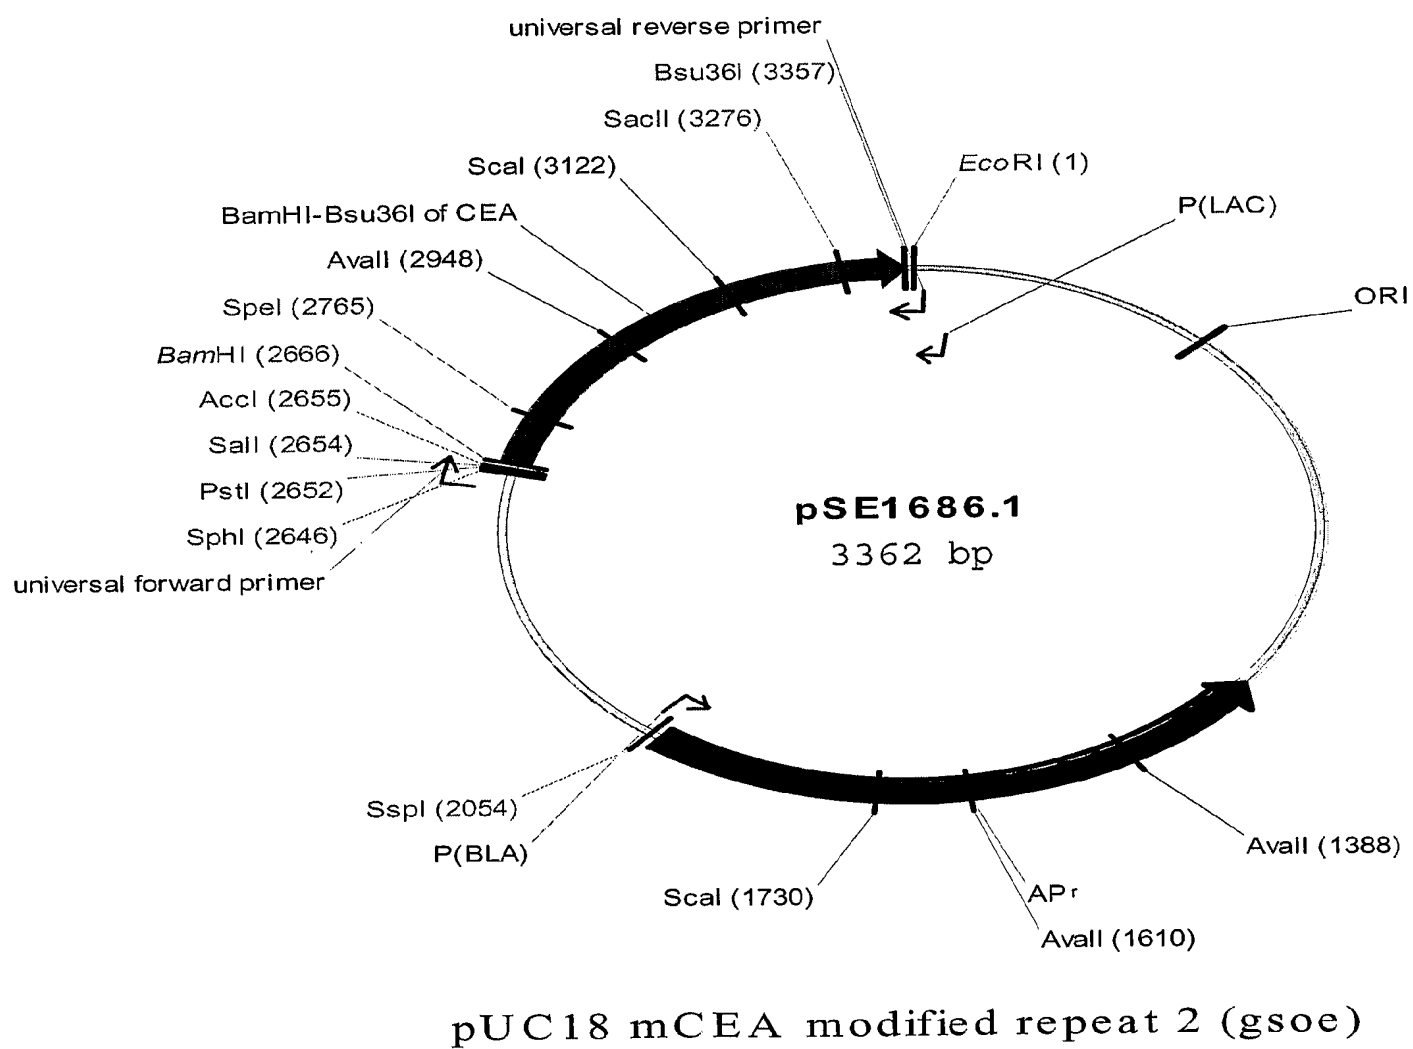 universal reverse primer
Bsu36I (3357)
SacII (3276)
EcoRI (1)
ScaI (3122)
P(LAC)
BamHI-Bsu36I of CEA
AvaII (2948)
ORI
SpeI (2765)
BamHI (2666)
AccI (2655)
SalI (2654)
PstI (2652)
SphI (2646)
universal forward primer
pSE1686.1
3362 bp
SspI (2054)
P(BLA)
AvaII (1388)
ScaI (1730)
APr
AvaII (1610)
pUC18 mCEA modified repeat 2 (gsoe)